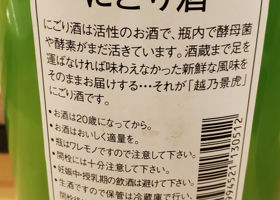 にごり酒
にごり酒は活性のお酒で、瓶内で酵母菌
や酵素がまだ活きています。酒蔵まで足を
運ばなければ味わえなかった新鮮な風味を
そのままお届けする…それが「越乃景虎」
にごり酒です。
●お酒は20歳になってから。
●お酒はおいしく適量を。
●瓶はワレモノですので注意して下さい。
●開栓には十分注意して下さい。
●妊娠中・授乳期の飲酒は避けて下さい。
●生酒ですので保管は冷蔵庫で行い、
994521 130512